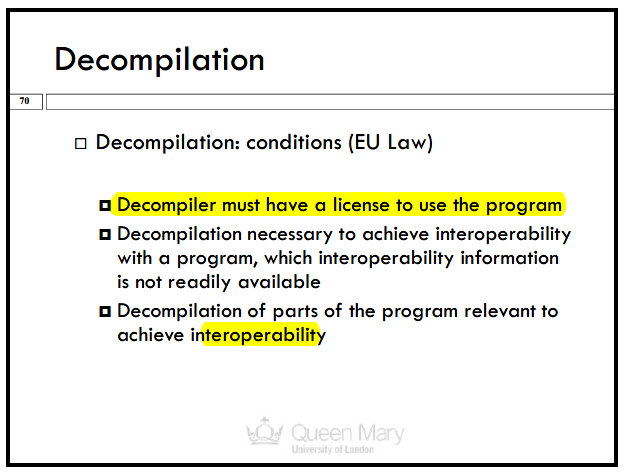 Decompilation
70
Decompilation: conditions (EU Law)
Decompiler must have a license to use the program
Decompilation necessary to achieve interoperability
with a program, which interoperability information
is not readily available
Decompilation of parts of the program relevant to
achieve interoperability
Queen Mary
University of London